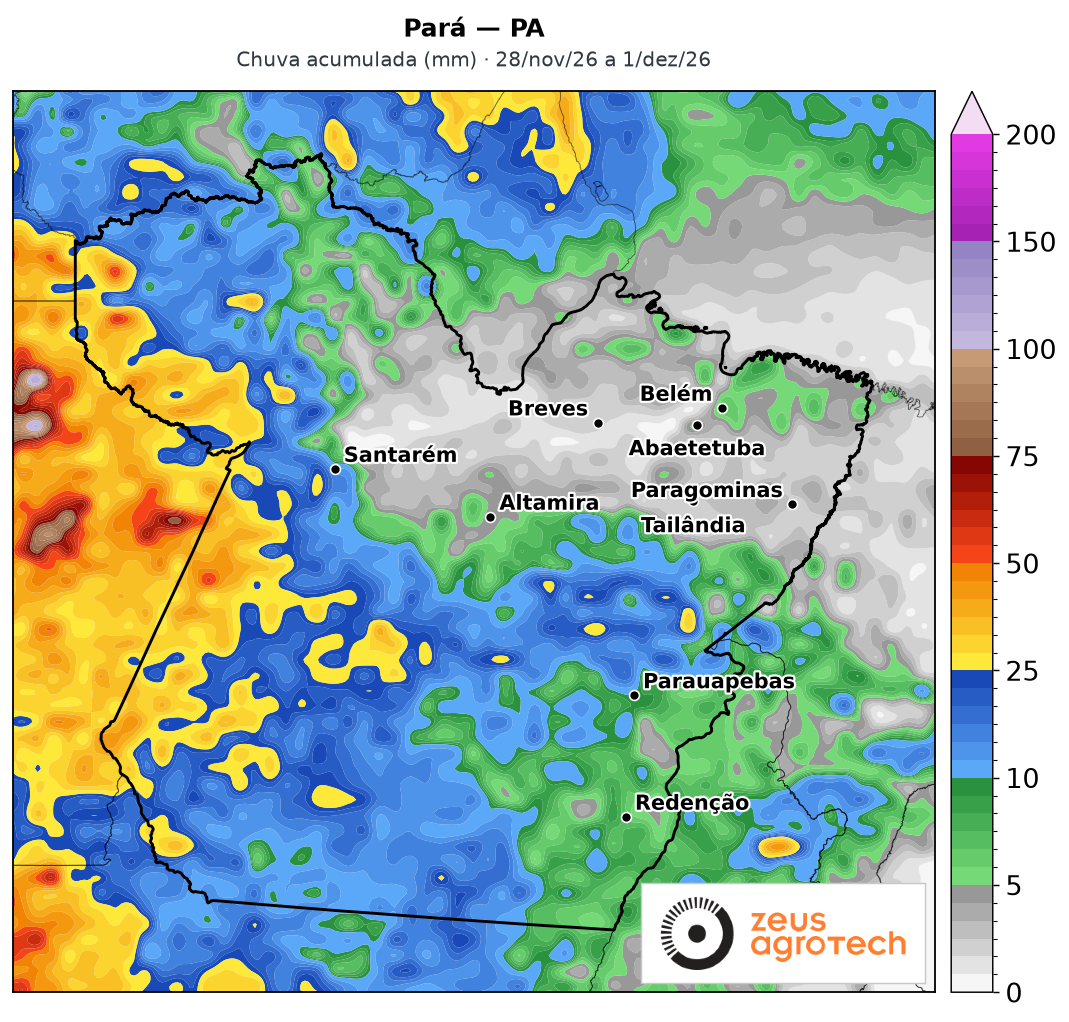 Pará — PA
Chuva acumulada (mm) · 28/nov/26 a 1/dez/26
200
150
100
75
50
25
10
5
0
Belém
Breves
Abaetetuba
Santarém
Paragominas
Altamira
Tailândia
Parauapebas
Redenção
zeus
agrotech